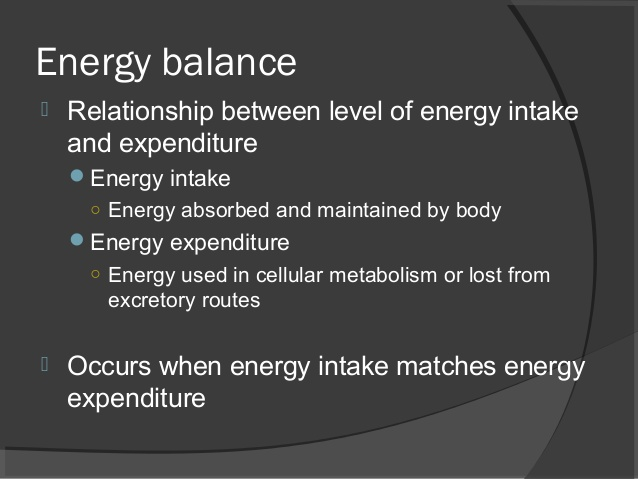 Energy balance
Relationship between level of energy intake
and expenditure
Energy intake
Energy absorbed and maintained by body
Energy expenditure
Energy used in cellular metabolism or lost from
excretory routes
Occurs when energy intake matches energy
expenditure